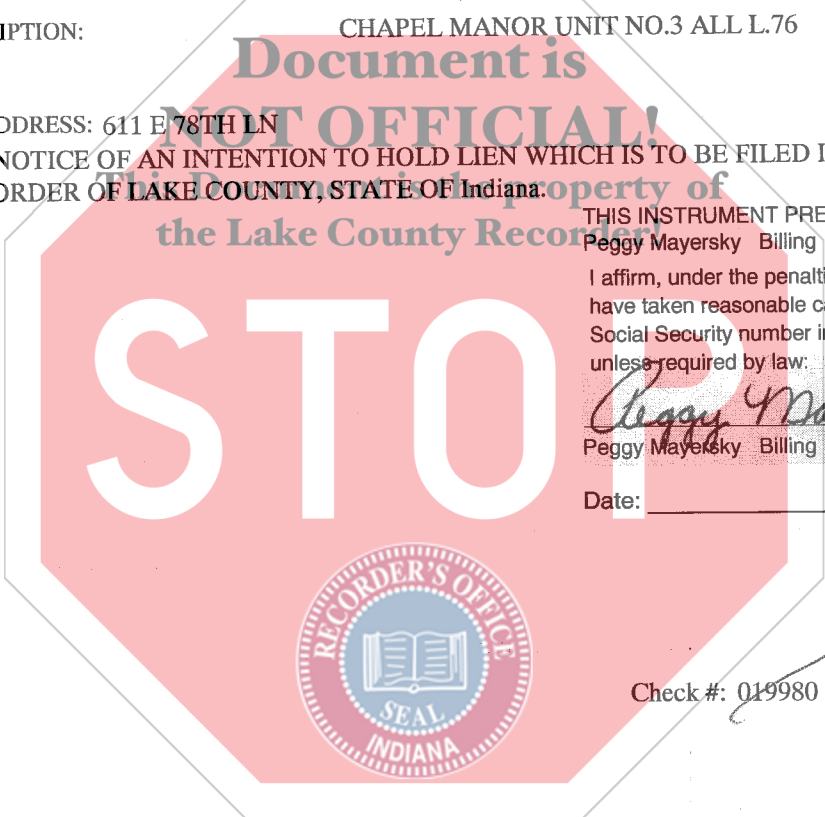 IPTION: CHAPEL MANOR UNIT NO.3 ALL L.76
Document is
DDRESS: 611 E 78TH LN
NOT OFFICIAL!
NOTICE OF AN INTENTION TO HOLD LIEN WHICH IS TO BE FILED I
ORDER OF LAKE COUNTY, STATE OF Indiana.
This Document is the property of
the Lake County Recorder!
THIS INSTRUMENT PRE
Peggy Mayersky Billing
I affirm, under the penalti
have taken reasonable c
Social Security number i
unless required by law:
Peggy Ma
Peggy Mayersky Billing
Date:
STOP
RECORDER'S OFFICE
SEAL
INDIANA
Check #: 019980